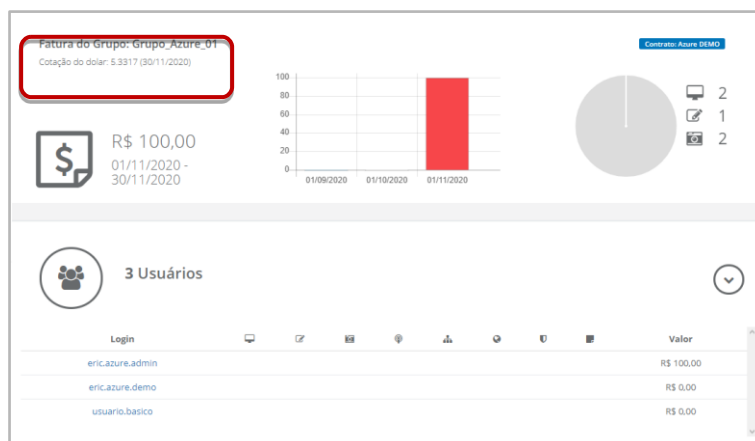 Fatura do Grupo: Grupo_Azure_01
Cotação do dolar: 5.3317 (30/11/2020)
Contrato: Azure DEMO
R$ 100,00
01/11/2020 -
30/11/2020
100
80
60
40
20
0
01/09/2020 01/10/2020 01/11/2020
2
1
2
3 Usuários
Login Valor
eric.azure.admin R$ 100,00
eric.azure.demo R$ 0,00
usuario.basico R$ 0,00